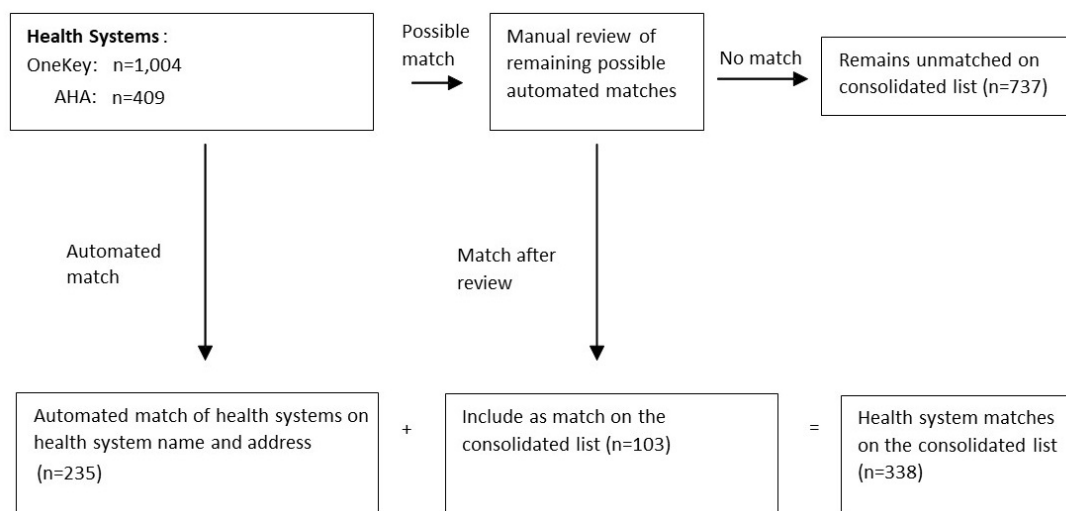 Health Systems:
OneKey: n=1,004
AHA: n=409
Possible
match
Manual review of
remaining possible
automated matches
No match
Remains unmatched on
consolidated list (n=737)
Automated
match
Match after
review
Automated match of health systems on
health system name and address
(n=235)
+
Include as match on the
consolidated list (n=103)
=
Health system matches
on the consolidated list
(n=338)